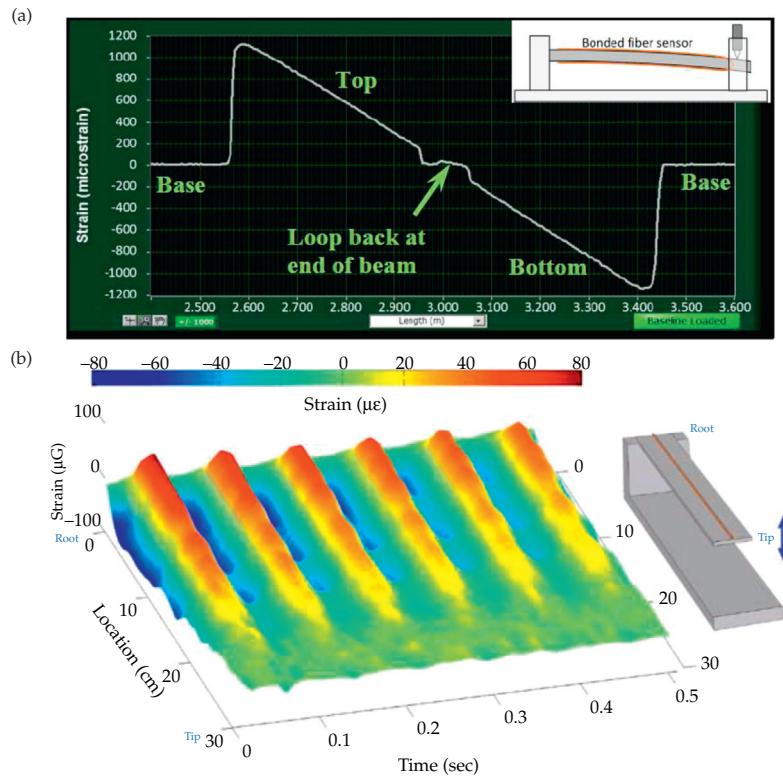 (a)
1200
1000
800
600
400
200
0
-200
-400
-600
-800
-1000
-1200
Strain (microstrain)
Base
Top
Loop back at
end of beam
Bottom
Base
Bonded fiber sensor
2.500 2.600 2.700 2.800 2.900 3.000 3.100 3.200 3.300 3.400 3.500 3.600
+/- 1000
Length (m)
Baseline Loaded
(b)
−80 −60 −40 −20 0 20 40 60 80
Strain (με)
100
0
−100
Strain (μG)
Root
0
10
20
Tip 30
Location (cm)
0 0.1 0.2 0.3 0.4 0.5
Time (sec)
0
10
20
30
Root
Tip